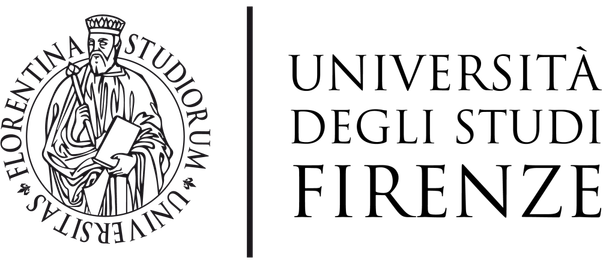 FLORENTINA STUDIORUM UNIVERSITAS
UNIVERSITÀ
DEGLI STUDI
FIRENZE